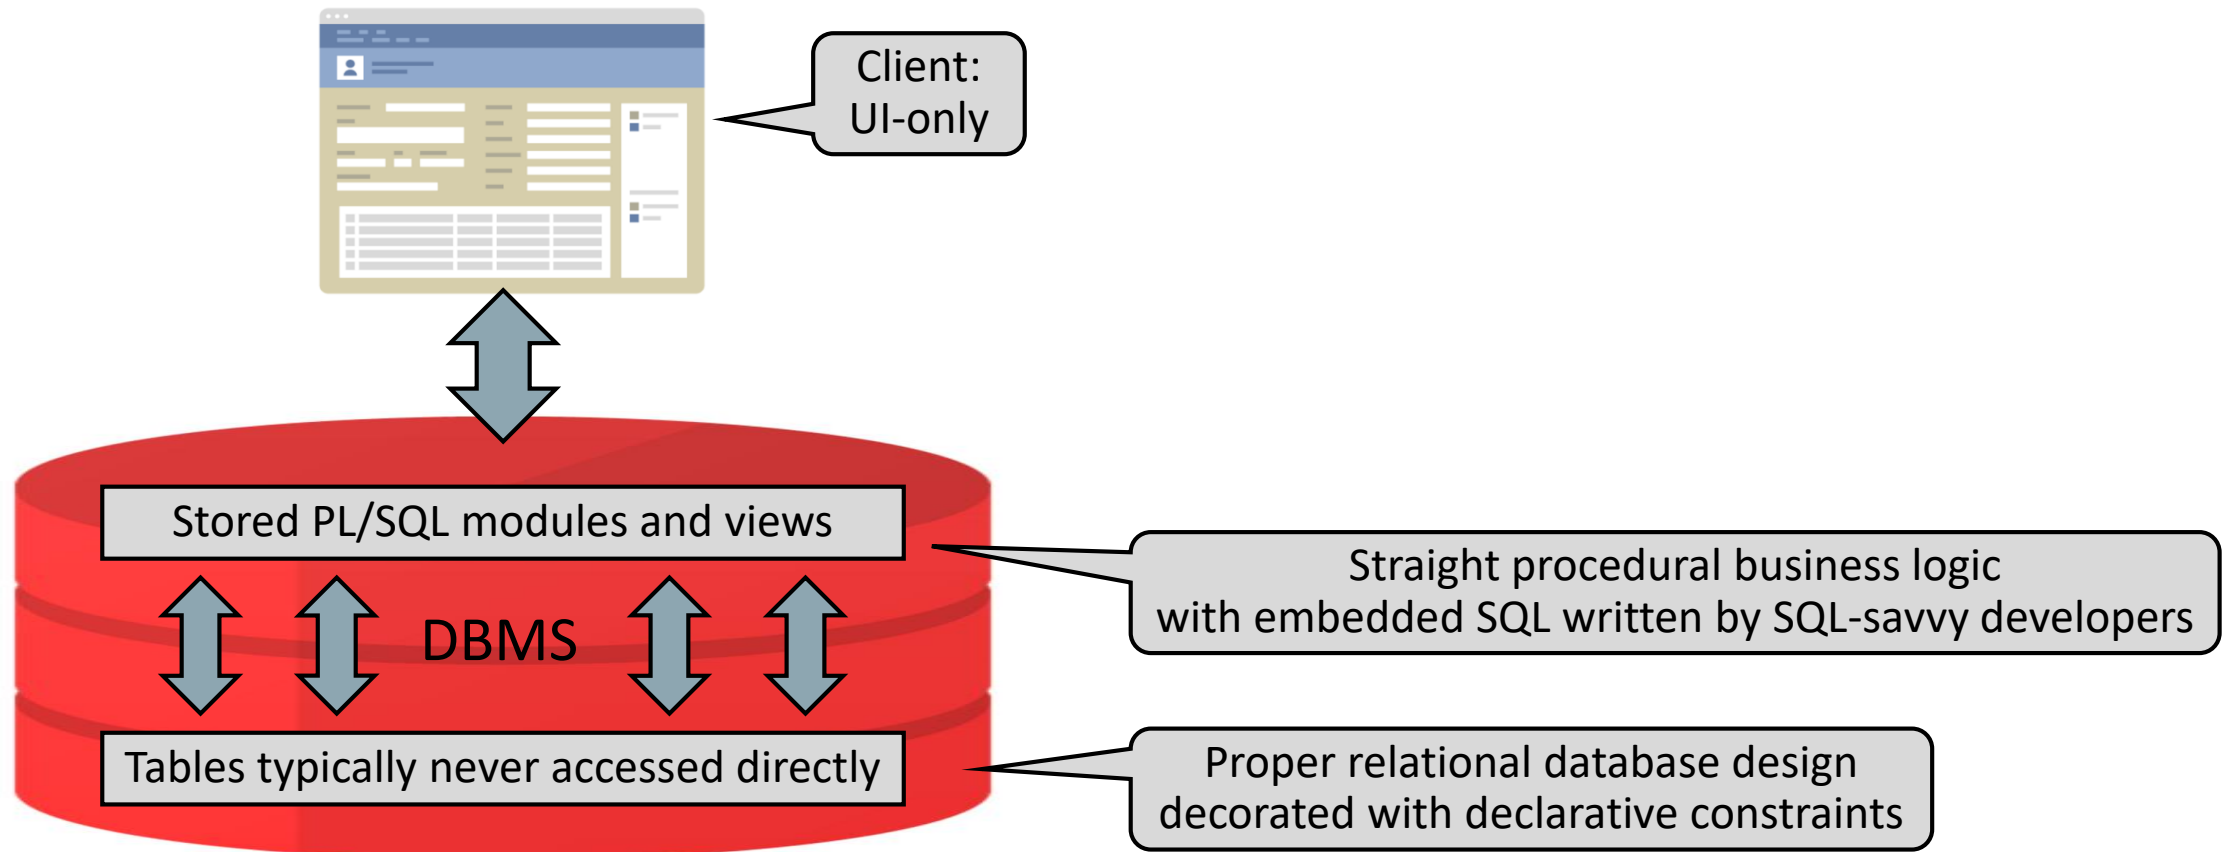 Client:
UI-only
Stored PL/SQL modules and views
Straight procedural business logic
with embedded SQL written by SQL-savvy developers
DBMS
Tables typically never accessed directly
Proper relational database design
decorated with declarative constraints